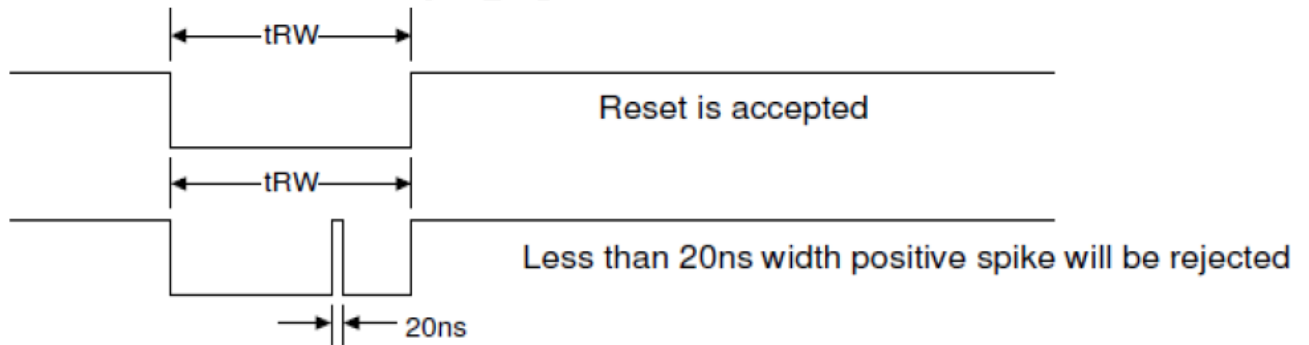 tRW
Reset is accepted
tRW
Less than 20ns width positive spike will be rejected
20ns